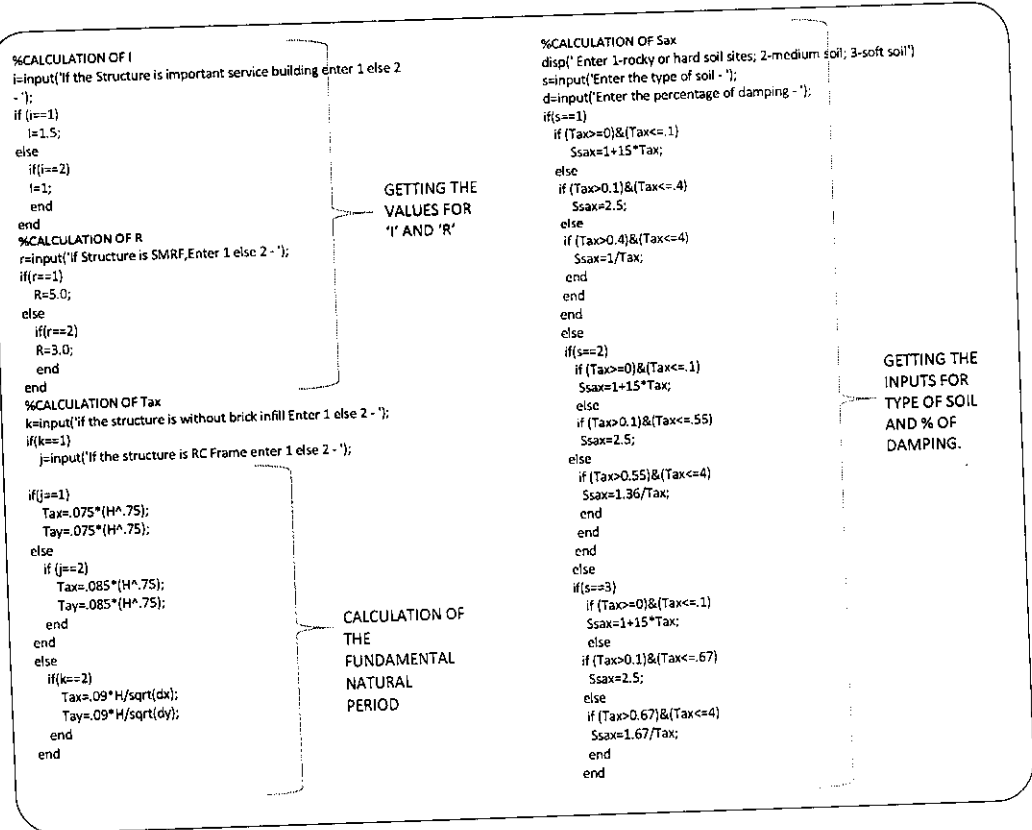 %CALCULATION OF I
i=input('If the Structure is important service building enter 1 else 2
- ');
if (i==1)
I=1.5;
else
if(i==2)
I=1;
end
end
%CALCULATION OF R
r=input('If Structure is SMRF,Enter 1 else 2 - ');
if(r==1)
R=5.0;
else
if(r==2)
R=3.0;
end
end
%CALCULATION OF Tax
k=input('if the structure is without brick infill Enter 1 else 2 - ');
if(k==1)
j=input('If the structure is RC Frame enter 1 else 2 - ');
if(j==1)
Tax=.075*(H^.75);
Tay=.075*(H^.75);
else
if (j==2)
Tax=.085*(H^.75);
Tay=.085*(H^.75);
end
end
else
if(k==2)
Tax=.09*H/sqrt(dx);
Tay=.09*H/sqrt(dy);
end
end
GETTING THE
VALUES FOR
'I' AND 'R'
CALCULATION OF
THE
FUNDAMENTAL
NATURAL
PERIOD
%CALCULATION OF Sax
disp(' Enter 1-rocky or hard soil sites; 2-medium soil; 3-soft soil')
s=input('Enter the type of soil - ');
d=input('Enter the percentage of damping - ');
if(s==1)
if (Tax>=0)&(Tax<=.1)
Ssax=1+15*Tax;
else
if (Tax>0.1)&(Tax<=.4)
Ssax=2.5;
else
if (Tax>0.4)&(Tax<=4)
Ssax=1/Tax;
end
end
end
else
if(s==2)
if (Tax>=0)&(Tax<=.1)
Ssax=1+15*Tax;
else
if (Tax>0.1)&(Tax<=.55)
Ssax=2.5;
else
if (Tax>0.55)&(Tax<=4)
Ssax=1.36/Tax;
end
end
end
else
if(s==3)
if (Tax>=0)&(Tax<=.1)
Ssax=1+15*Tax;
else
if (Tax>0.1)&(Tax<=.67)
Ssax=2.5;
else
if (Tax>0.67)&(Tax<=4)
Ssax=1.67/Tax;
end
end
GETTING THE
INPUTS FOR
TYPE OF SOIL
AND % OF
DAMPING.